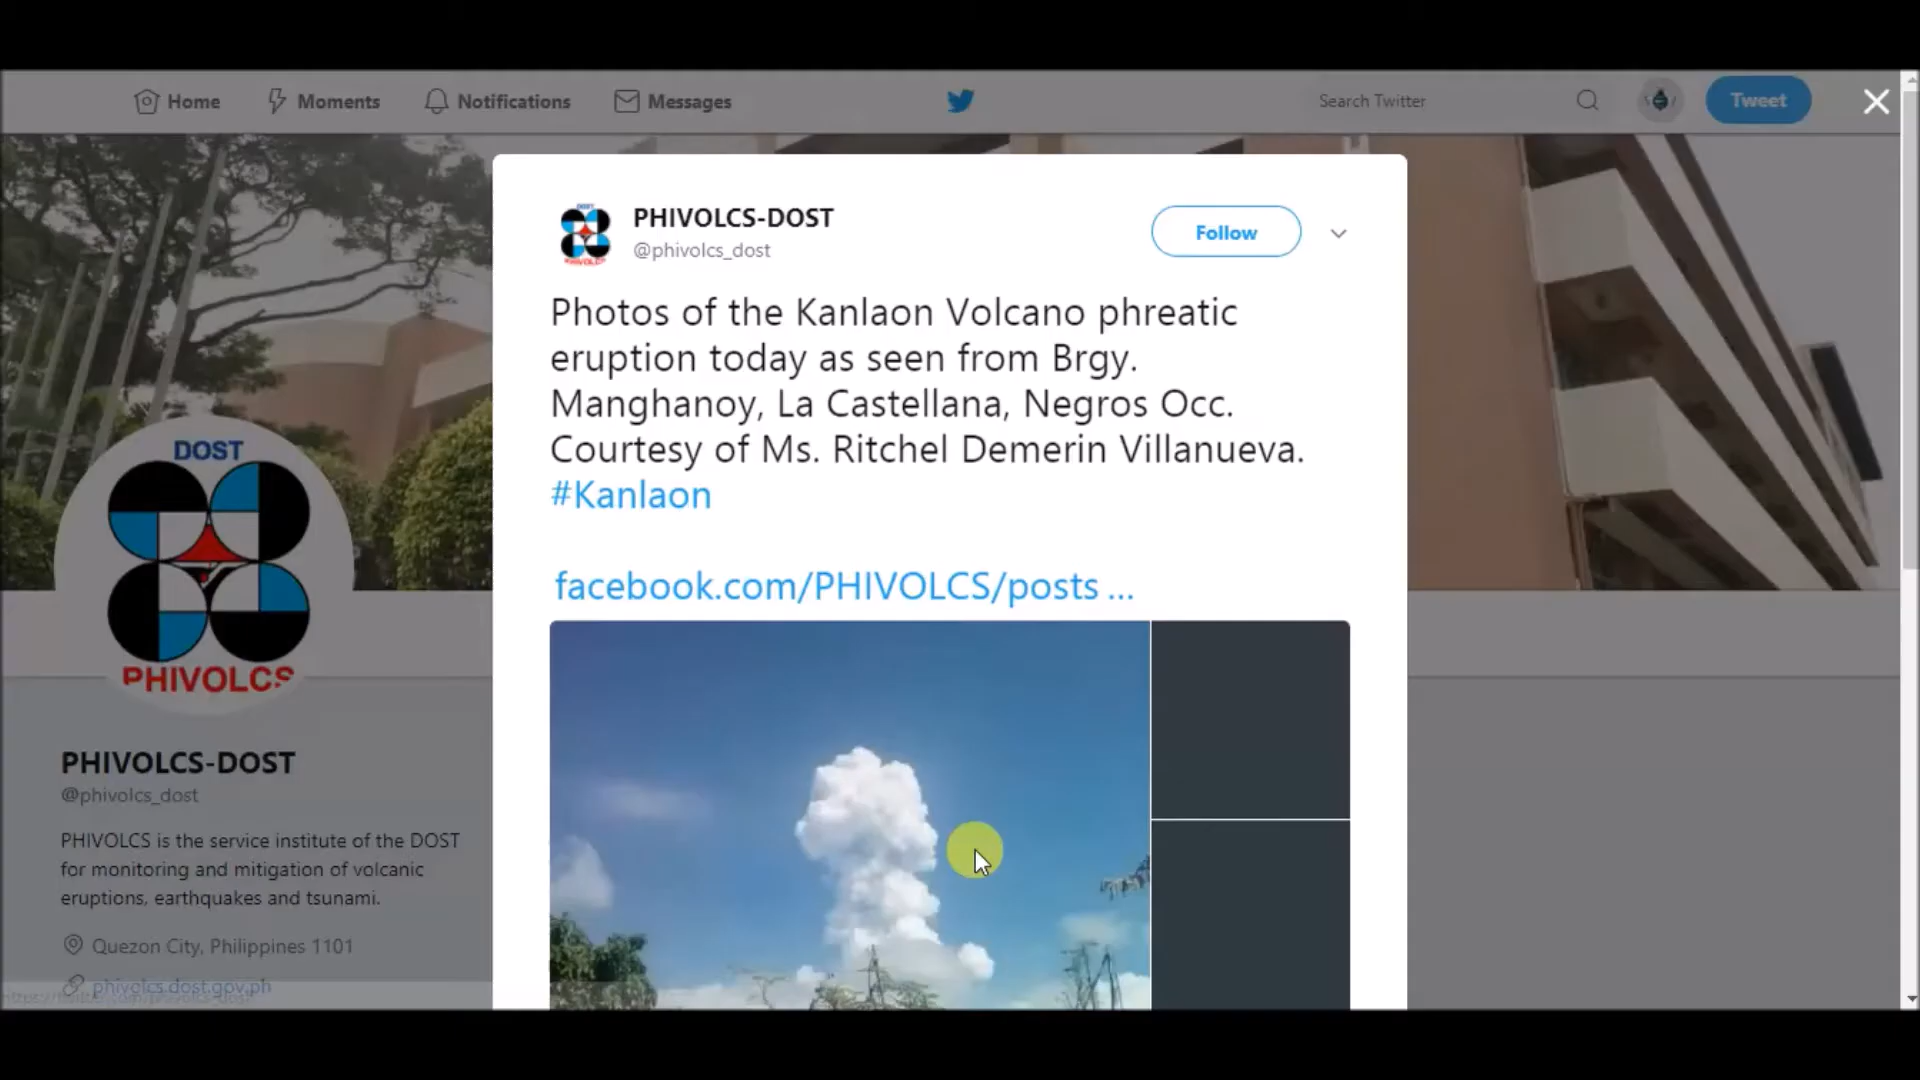 Home
Moments
Notifications
Messages
Search Twitter
Tweet
PHIVOLCS-DOST
@phivolcs_dost
Follow
Photos of the Kanlaon Volcano phreatic
eruption today as seen from Brgy.
Manghanoy, La Castellana, Negros Occ.
Courtesy of Ms. Ritchel Demerin Villanueva.
#Kanlaon
facebook.com/PHIVOLCS/posts ...
DOST
PHIVOLCS
PHIVOLCS-DOST
@phivolcs_dost
PHIVOLCS is the service institute of the DOST
for monitoring and mitigation of volcanic
eruptions, earthquakes and tsunami.
Quezon City, Philippines 1101
phivolcs.dost.gov.ph